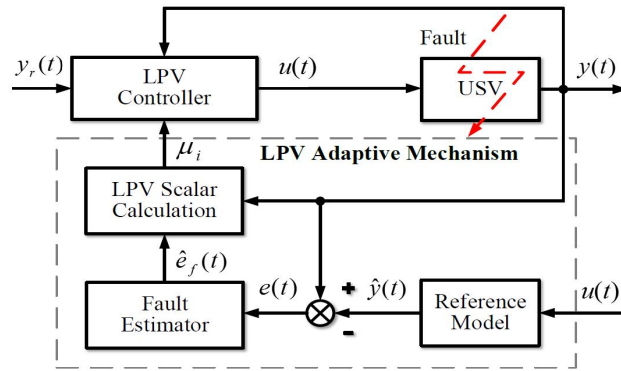 Fault
y_r(t)
LPV
Controller
u(t)
USV
y(t)
LPV Adaptive Mechanism
μ_i
LPV Scalar
Calculation
ê_f(t)
Fault
Estimator
e(t)
+
-
ŷ(t)
Reference
Model
u(t)